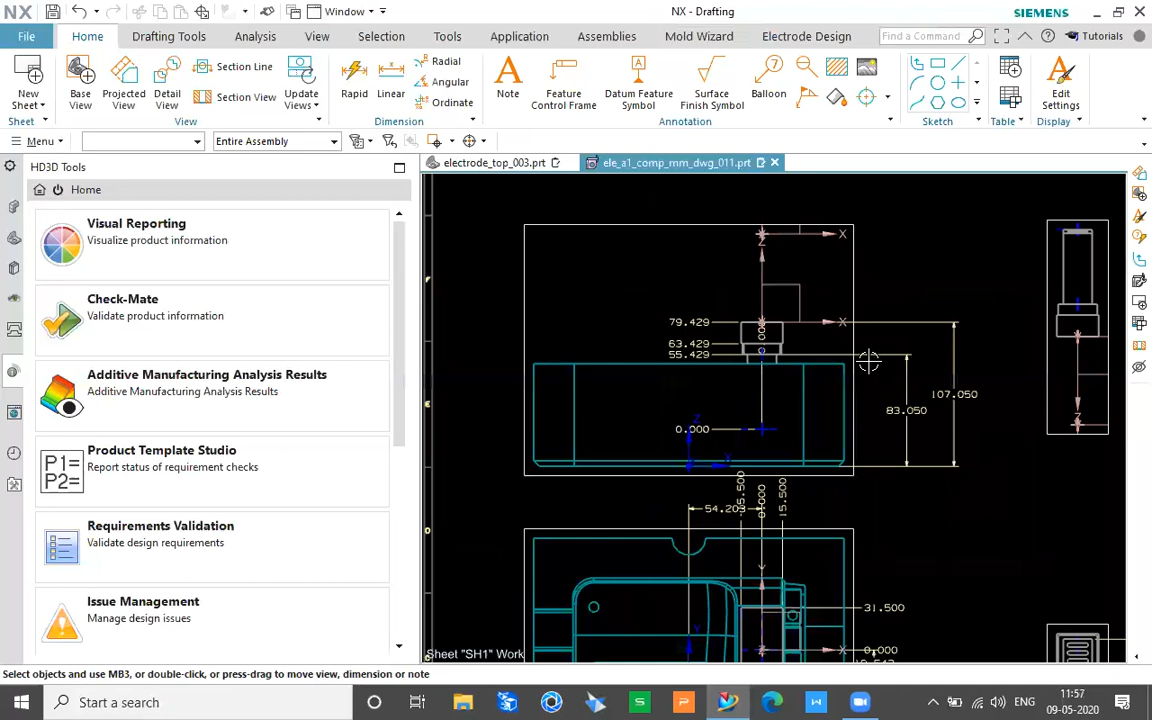 NX
Window
NX - Drafting
SIEMENS
File
Home
Drafting Tools
Analysis
View
Selection
Tools
Application
Assemblies
Mold Wizard
Electrode Design
Find a Command
Tutorials
New
Sheet
Base
View
Projected
View
Detail
View
Section Line
Section View
Update
Views
Rapid
Linear
Radial
Angular
Ordinate
Note
Feature
Control Frame
Datum Feature
Symbol
Surface
Finish Symbol
Balloon
Edit
Settings
Sheet
View
Dimension
Annotation
Sketch
Table
Display
Menu
Entire Assembly
HD3D Tools
electrode_top_003.prt
ele_a1_comp_mm_dwg_011.prt
Home
Visual Reporting
Visualize product information
Check-Mate
Validate product information
Additive Manufacturing Analysis Results
Additive Manufacturing Analysis Results
Product Template Studio
Report status of requirement checks
P1=
P2=
Requirements Validation
Validate design requirements
Issue Management
Manage design issues
X
Z
79.429
X
63.429
55.429
107.050
83.050
0.000
Z
54.203
0.000
15.500
31.500
Y
X
0.000
Z
Sheet "SH1" Work
Select objects and use MB3, or double-click, or press-drag to move view, dimension or note
Start a search
ENG
11:57
09-05-2020